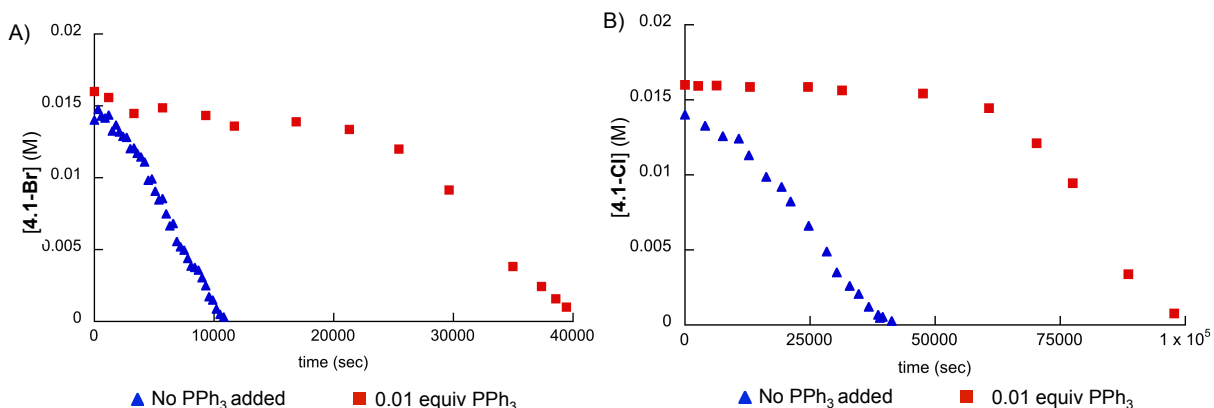 A)
0.02
0.015
0.01
0.005
0
[4.1-Br] (M)
0
10000
20000
30000
40000
time (sec)
No PPh₃ added
0.01 equiv PPh₃
B)
0.02
0.015
0.01
0.005
0
[4.1-Cl] (M)
0
25000
50000
75000
1 x 10⁵
time (sec)
No PPh₃ added
0.01 equiv PPh₃